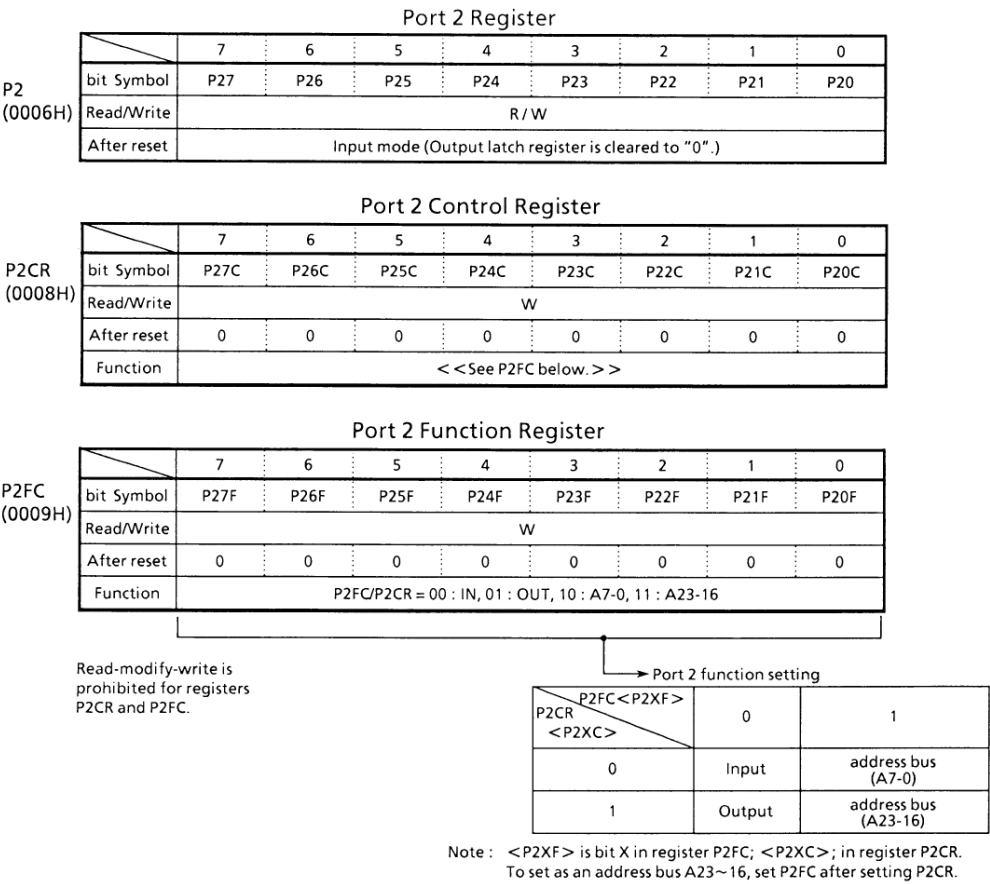 Port 2 Register
7 6 5 4 3 2 1 0
P2
(0006H)
bit Symbol P27 P26 P25 P24 P23 P22 P21 P20
Read/Write R / W
After reset Input mode (Output latch register is cleared to "0".)
Port 2 Control Register
7 6 5 4 3 2 1 0
P2CR
(0008H)
bit Symbol P27C P26C P25C P24C P23C P22C P21C P20C
Read/Write W
After reset 0 0 0 0 0 0 0 0
Function <<See P2FC below.>>
Port 2 Function Register
7 6 5 4 3 2 1 0
P2FC
(0009H)
bit Symbol P27F P26F P25F P24F P23F P22F P21F P20F
Read/Write W
After reset 0 0 0 0 0 0 0 0
Function P2FC/P2CR = 00 : IN, 01 : OUT, 10 : A7-0, 11 : A23-16
Read-modify-write is
prohibited for registers
P2CR and P2FC.
Port 2 function setting
P2FC<P2XF>
P2CR
<P2XC>
0 1
0 Input address bus
(A7-0)
1 Output address bus
(A23-16)
Note : <P2XF> is bit X in register P2FC; <P2XC>; in register P2CR.
To set as an address bus A23~16, set P2FC after setting P2CR.